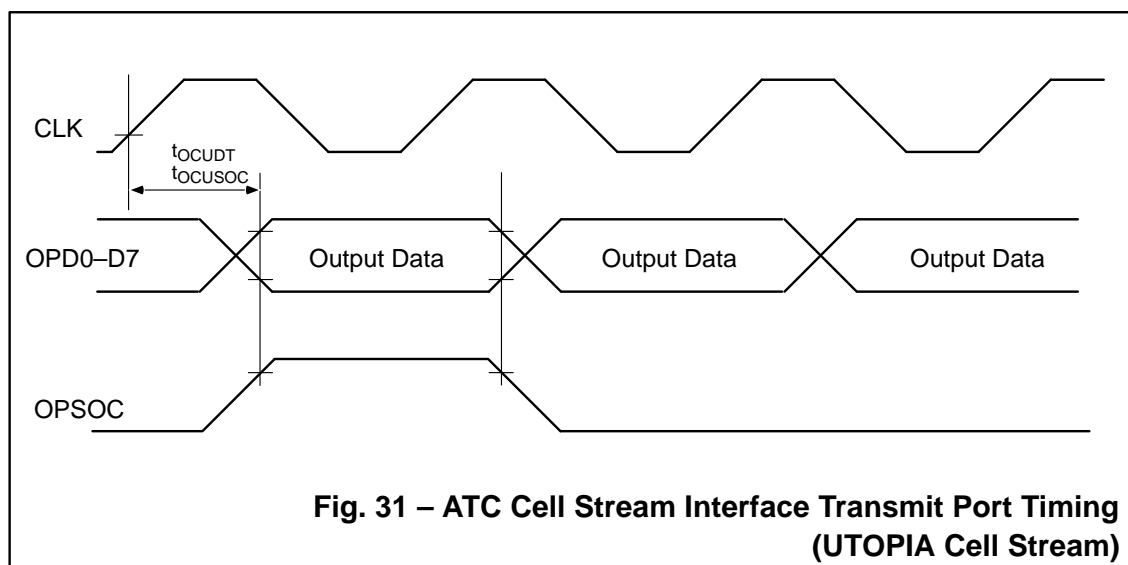 CLK
tOCUDT
tOCUSOC
OPD0–D7
Output Data
Output Data
Output Data
OPSOC
Fig. 31 – ATC Cell Stream Interface Transmit Port Timing
(UTOPIA Cell Stream)